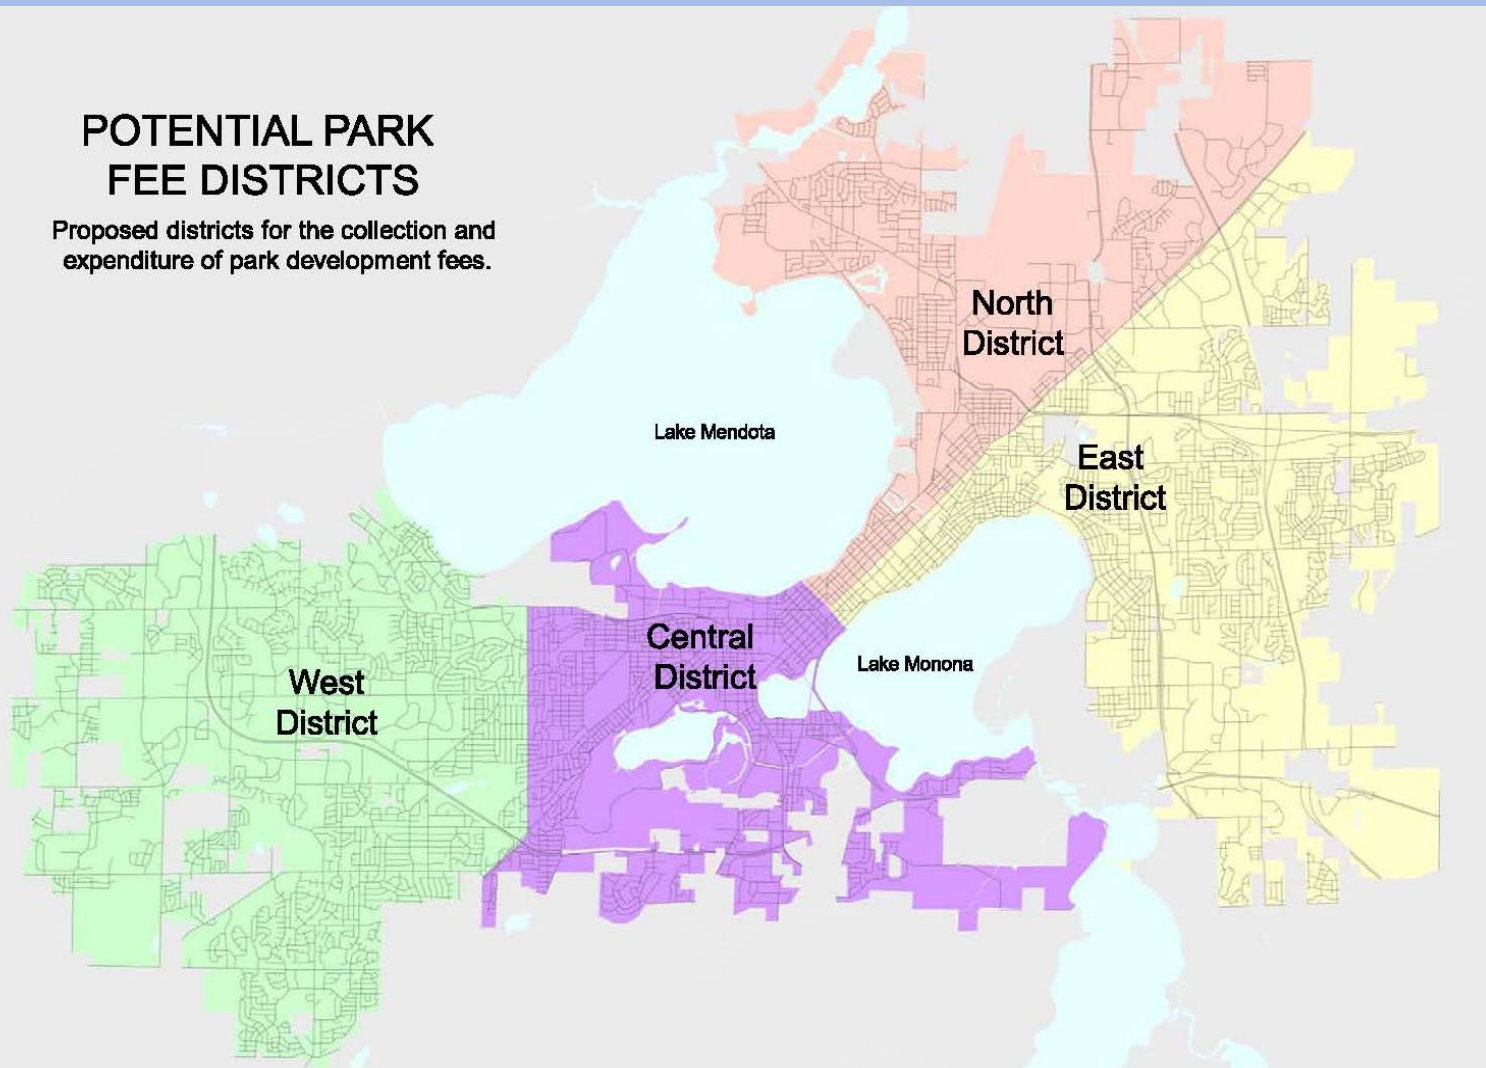 POTENTIAL PARK
FEE DISTRICTS
Proposed districts for the collection and
expenditure of park development fees.
North
District
Lake Mendota
East
District
Central
District
Lake Monona
West
District